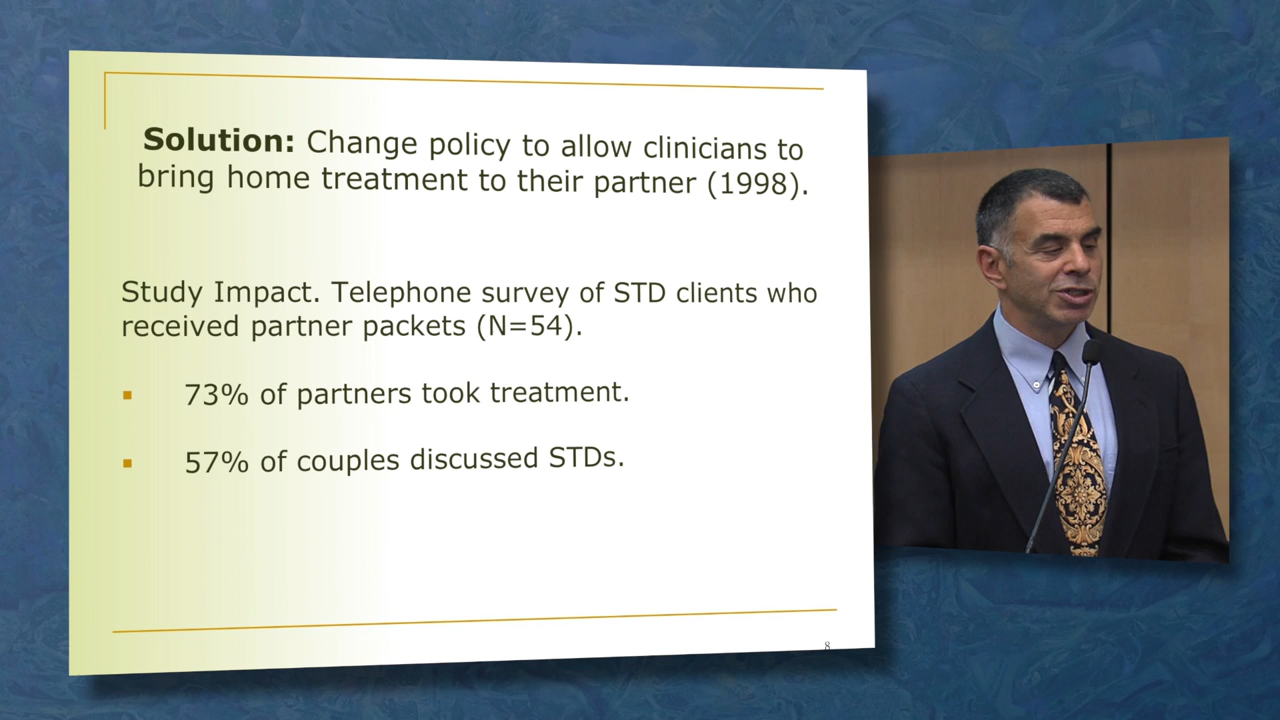 Solution: Change policy to allow clinicians to
bring home treatment to their partner (1998).
Study Impact. Telephone survey of STD clients who
received partner packets (N=54).
73% of partners took treatment.
57% of couples discussed STDs.
8